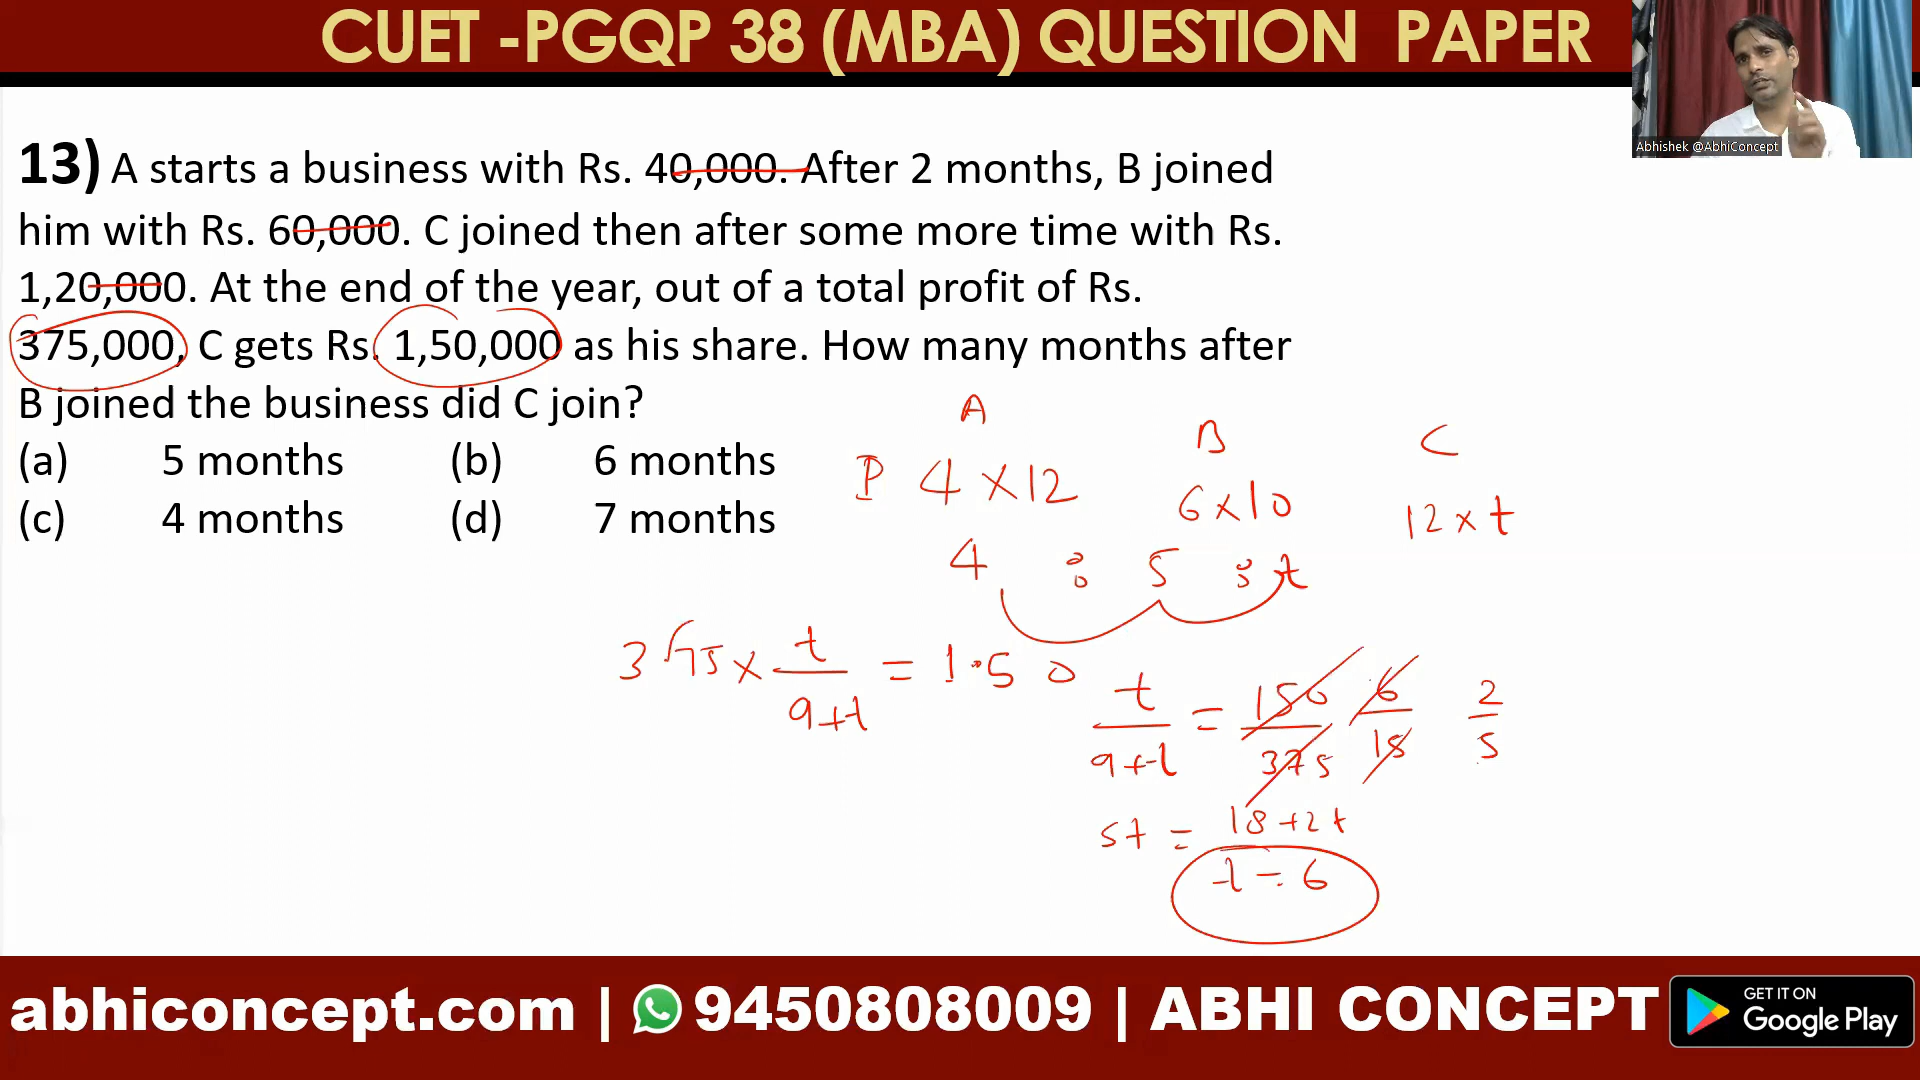 CUET -PGQP 38 (MBA) QUESTION PAPER
Abhishek @AbhiConcept
13) A starts a business with Rs. 40,000. After 2 months, B joined
him with Rs. 60,000. C joined then after some more time with Rs.
1,20,000. At the end of the year, out of a total profit of Rs.
375,000, C gets Rs. 1,50,000 as his share. How many months after
B joined the business did C join?
(a) 5 months (b) 6 months
(c) 4 months (d) 7 months
A B C
P 4 × 12 6 × 10 12 × t
4 : 5 : t
375 × t/9+t = 1.50
t/9+t = 150/375 6/15 2/5
5t = 18+2t
t = 6
abhiconcept.com | 9450808009 | ABHI CONCEPT
GET IT ON
Google Play